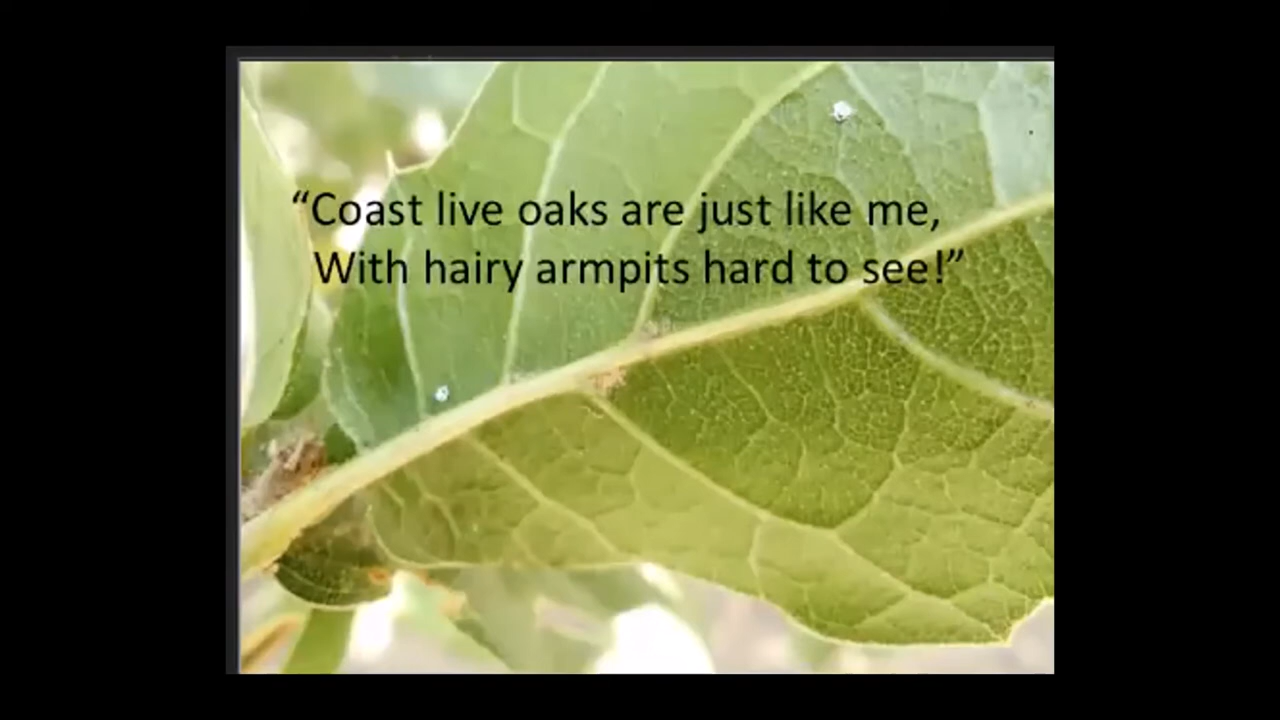 “Coast live oaks are just like me,
With hairy armpits hard to see!”